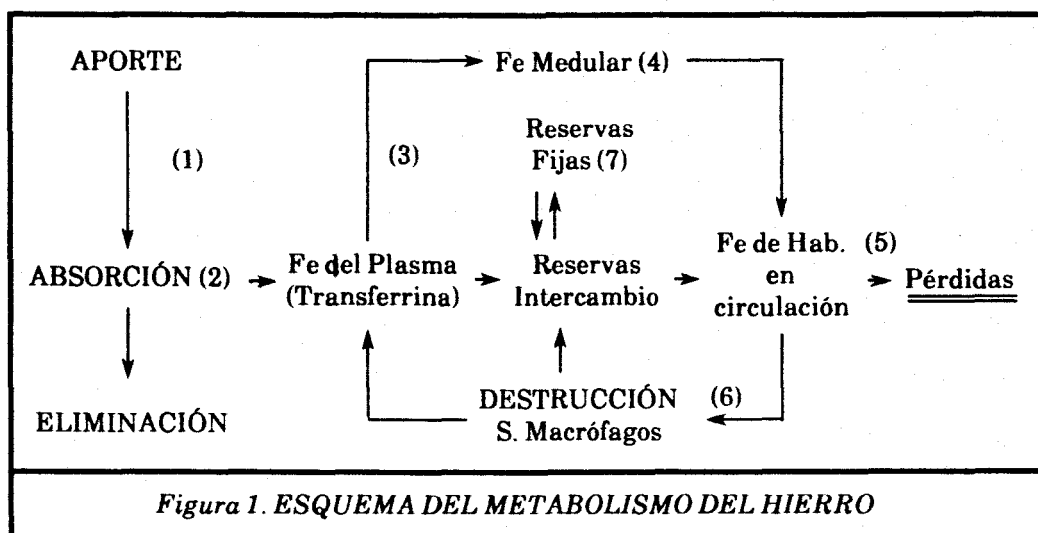 APORTE
(1)
ABSORCIÓN (2)
ELIMINACIÓN
Fe del Plasma
(Transferrina)
(3)
Fe Medular (4)
Reservas
Fijas (7)
Reservas
Intercambio
DESTRUCCIÓN (6)
S. Macrófagos
Fe de Hab. (5)
en
circulación
Pérdidas
Figura 1. ESQUEMA DEL METABOLISMO DEL HIERRO